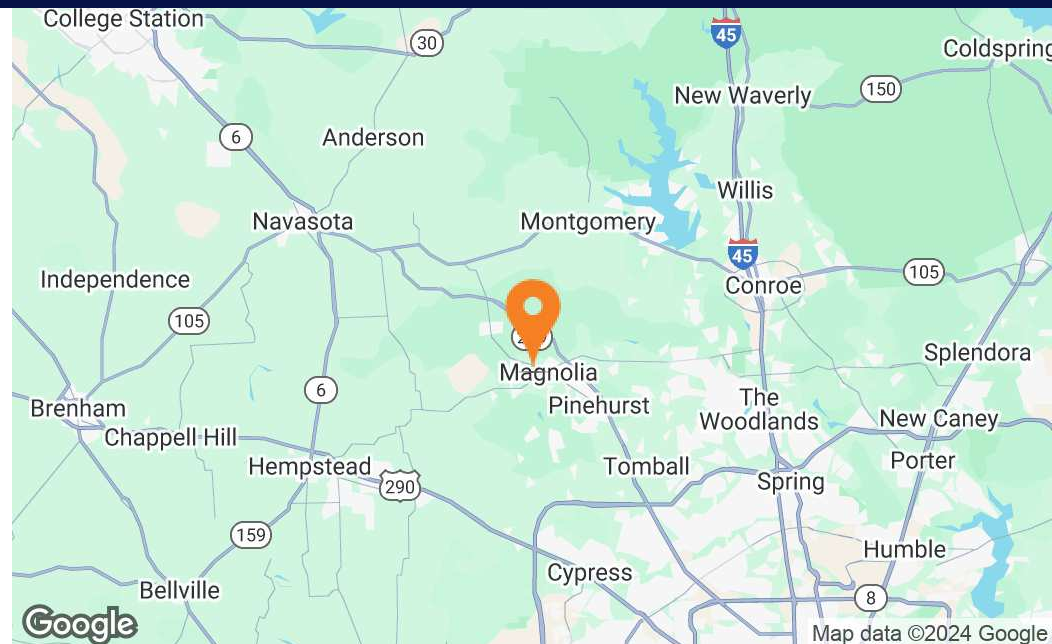 College Station
30
45
Coldspring
New Waverly
150
6
Anderson
Willis
Navasota
Montgomery
45
Independence
105
Conroe
105
Splendora
Magnolia
6
Pinehurst
The
Woodlands
Brenham
New Caney
Chappell Hill
Hempstead
Tomball
Porter
290
Spring
159
Humble
Cypress
Bellville
8
Google
Map data ©2024 Google